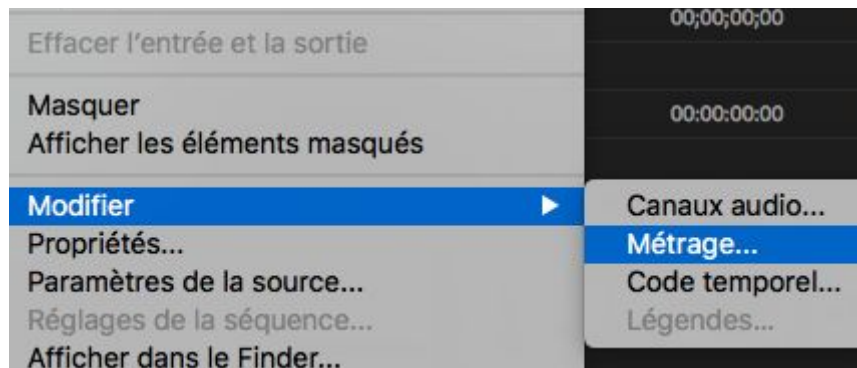 00;00;00;00
Effacer l'entrée et la sortie
Masquer
00:00:00:00
Afficher les éléments masqués
Modifier
Canaux audio...
Propriétés...
Métrage...
Paramètres de la source...
Code temporel...
Réglages de la séquence...
Légendes...
Afficher dans le Finder...